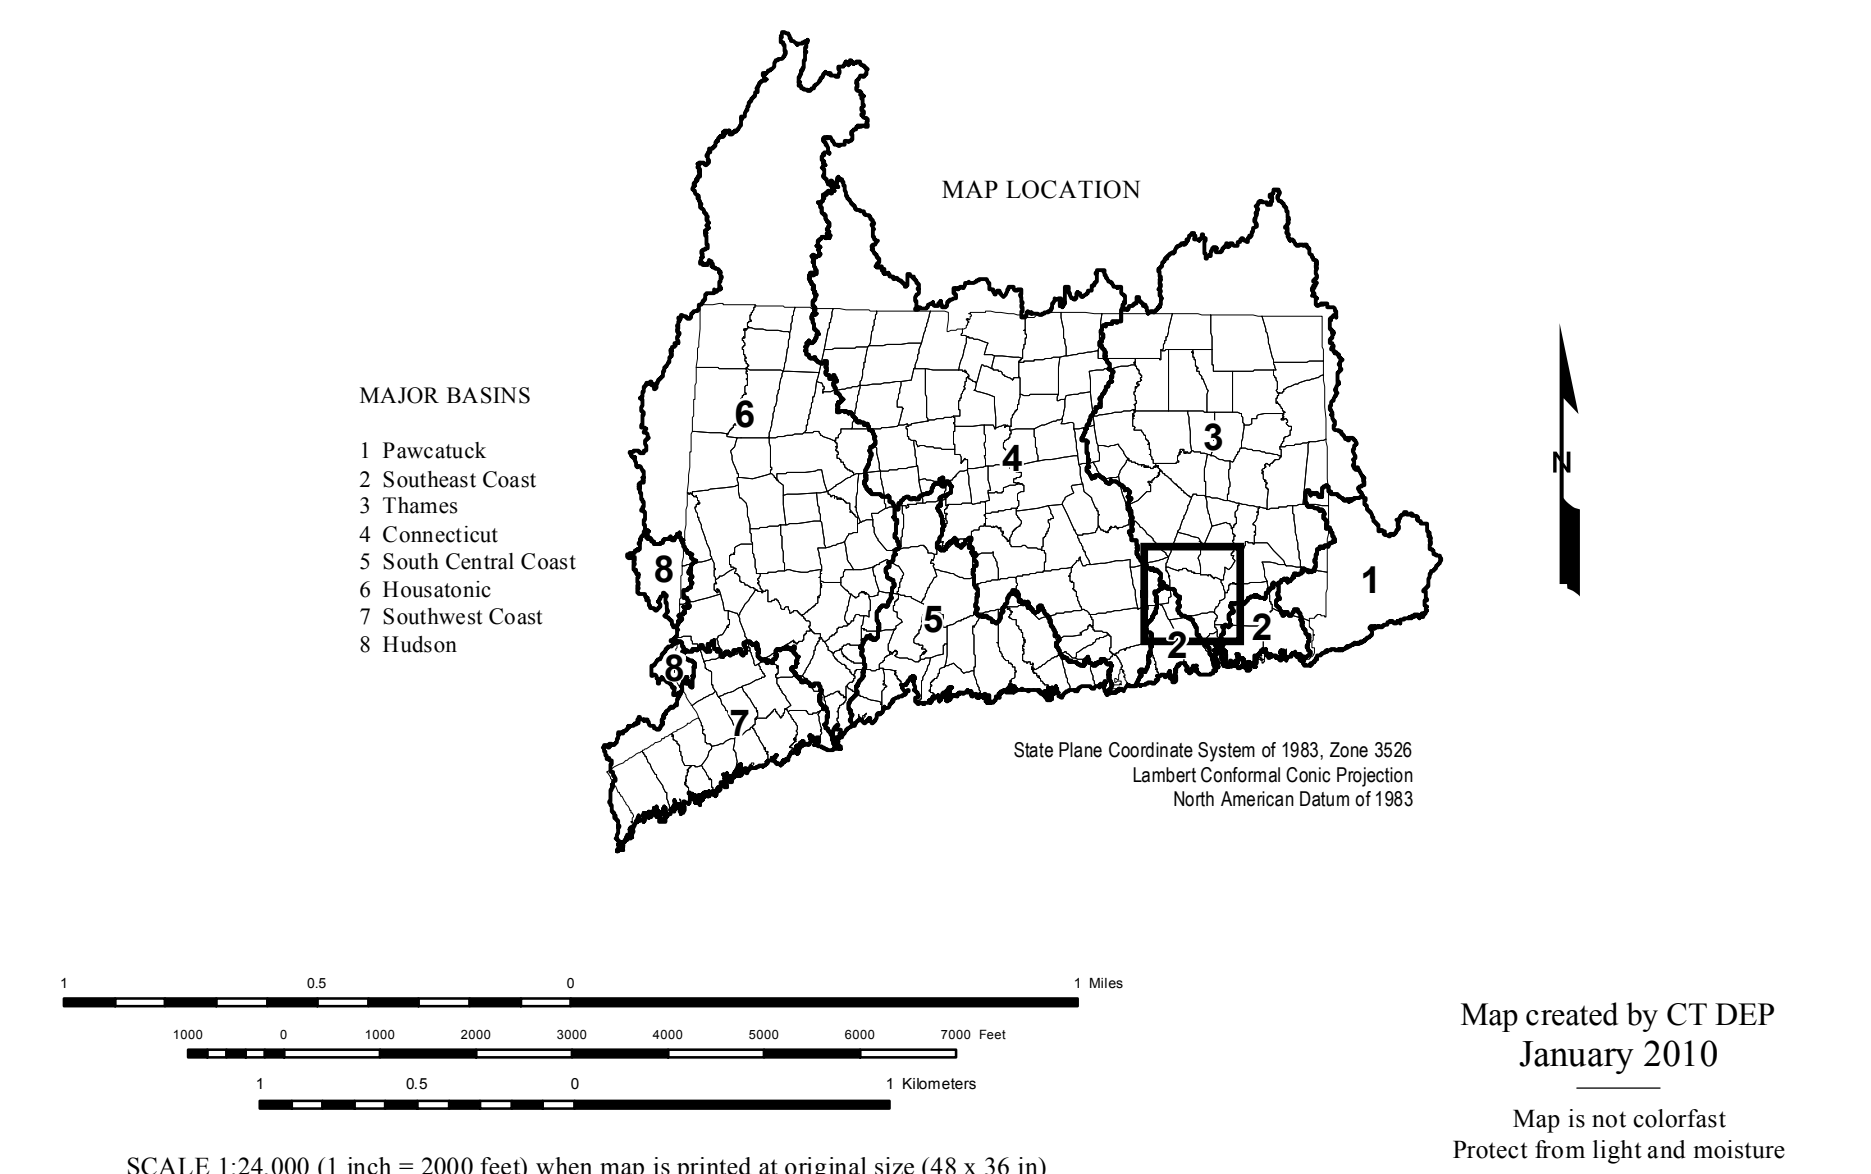 MAP LOCATION
MAJOR BASINS
1 Pawcatuck
2 Southeast Coast
3 Thames
4 Connecticut
5 South Central Coast
6 Housatonic
7 Southwest Coast
8 Hudson
6
4
3
8
5
1
2
2
8
7
N
State Plane Coordinate System of 1983, Zone 3526
Lambert Conformal Conic Projection
North American Datum of 1983
1 0.5 0 1 Miles
1000 0 1000 2000 3000 4000 5000 6000 7000 Feet
1 0.5 0 1 Kilometers
SCALE 1:24,000 (1 inch = 2000 feet) when map is printed at original size (48 x 36 in)
Map created by CT DEP
January 2010
Map is not colorfast
Protect from light and moisture